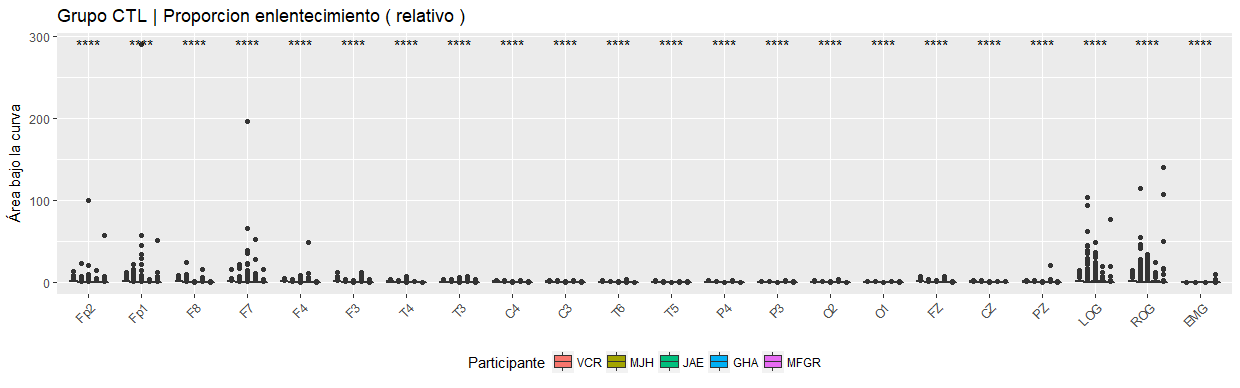 Grupo CTL | Proporcion enlentecimiento ( relativo )
Área bajo la curva
300
200
100
0
**** **** **** **** **** **** **** **** **** **** **** **** **** **** **** **** **** **** **** **** **** ****
Fp2 Fp1 F8 F7 F4 F3 T4 T3 C4 C3 T6 T5 P4 P3 O2 O1 FZ CZ PZ LOG ROG EMG
Participante VCR MJH JAE GHA MFGR